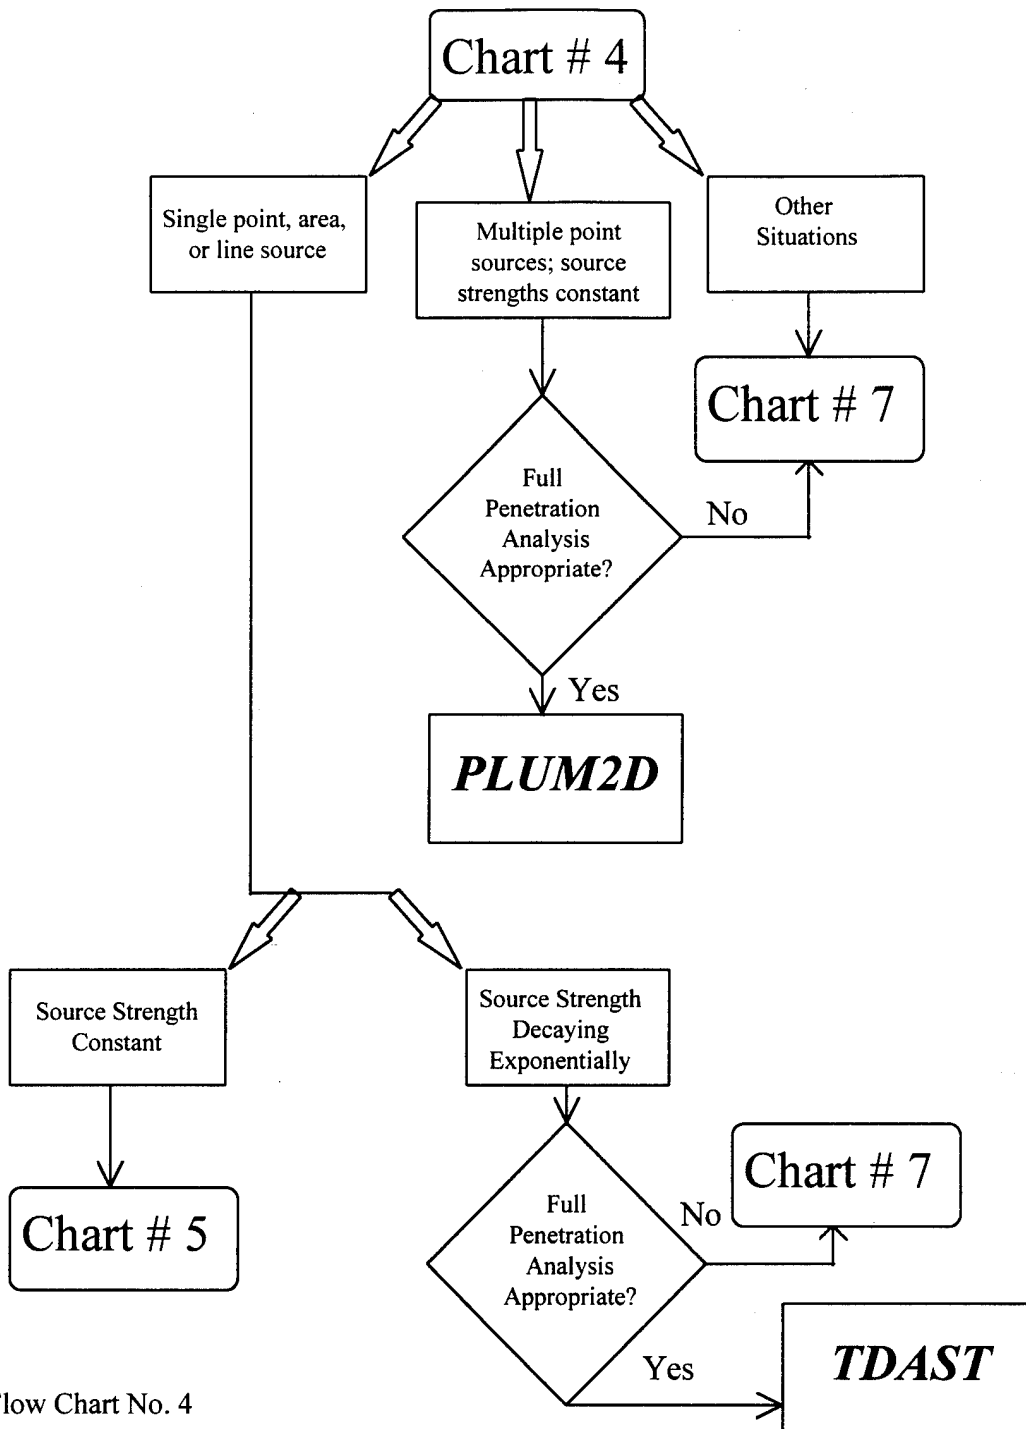 Chart # 4
Single point, area,
or line source
Multiple point
sources; source
strengths constant
Other
Situations
Chart # 7
Full
Penetration
Analysis
Appropriate?
No
Yes
PLUM2D
Source Strength
Constant
Source Strength
Decaying
Exponentially
Chart # 5
Full
Penetration
Analysis
Appropriate?
No
Chart # 7
Yes
TDAST
low Chart No. 4